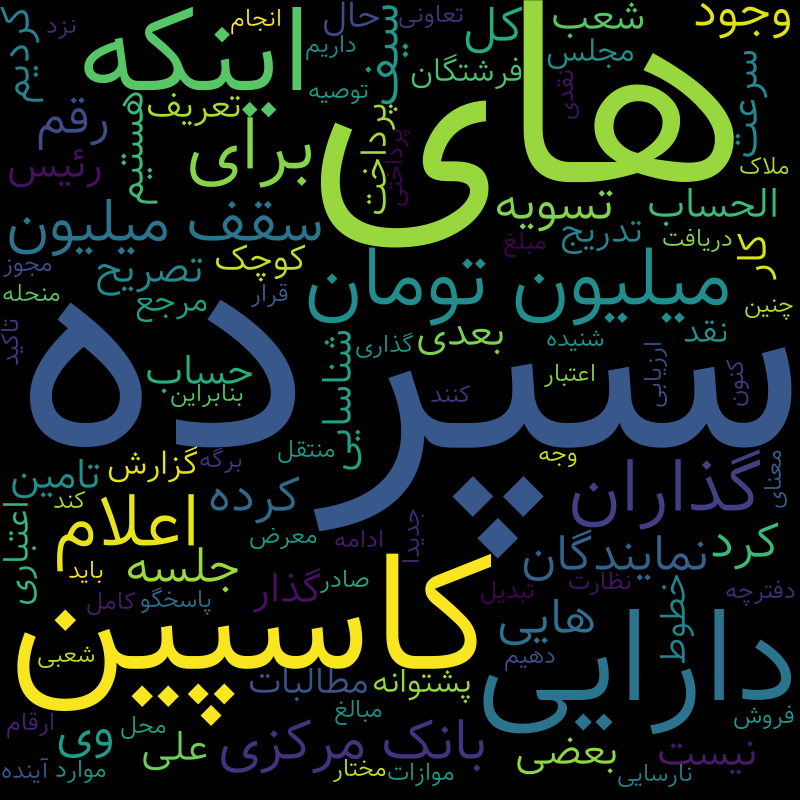 کردیم
نزد
انجام
حال
تعاونی
کل
شعب
وجود
اینکه
داریم
سیف
مجلس
توصیه
فرشتگان
نقدی
سرعت
های
رقم
هستیم
تعریف
برای
پرداخت
پرداختی
رئیس
ملاک
تسویه
الحساب
سقف میلیون
تدریج
مبلغ
دریافت
کار
مجوز
تصریح
کوچک
قرار
منحله
مرجع
میلیون تومان
چنین
تاکید
بعدی
گذاری
شنیده
نقد
شناسایی
سپرده
حساب
بنابراین
کنند
اعتبار
ارزیابی
کنون
منتقل
گزارش
برگه
وجه
تامین
گذاران
معنای
کرده
کند
اعتباری
اعلام
معرض
ادامه
جدیدا
نمایندگان
کرد
باید
جلسه
صادر
گذار
کامل
پاسخگو
تبدیل
نظارت
خطوط
دفترچه
کاسپین
هایی
شعبی
دهیم
دارایی
مطالبات
پشتوانه
ارقام
محل
مبالغ
فروش
وی
علی
بانک مرکزی
بعضی
نیست
آینده
موارد
مختار
موازات
نارسایی